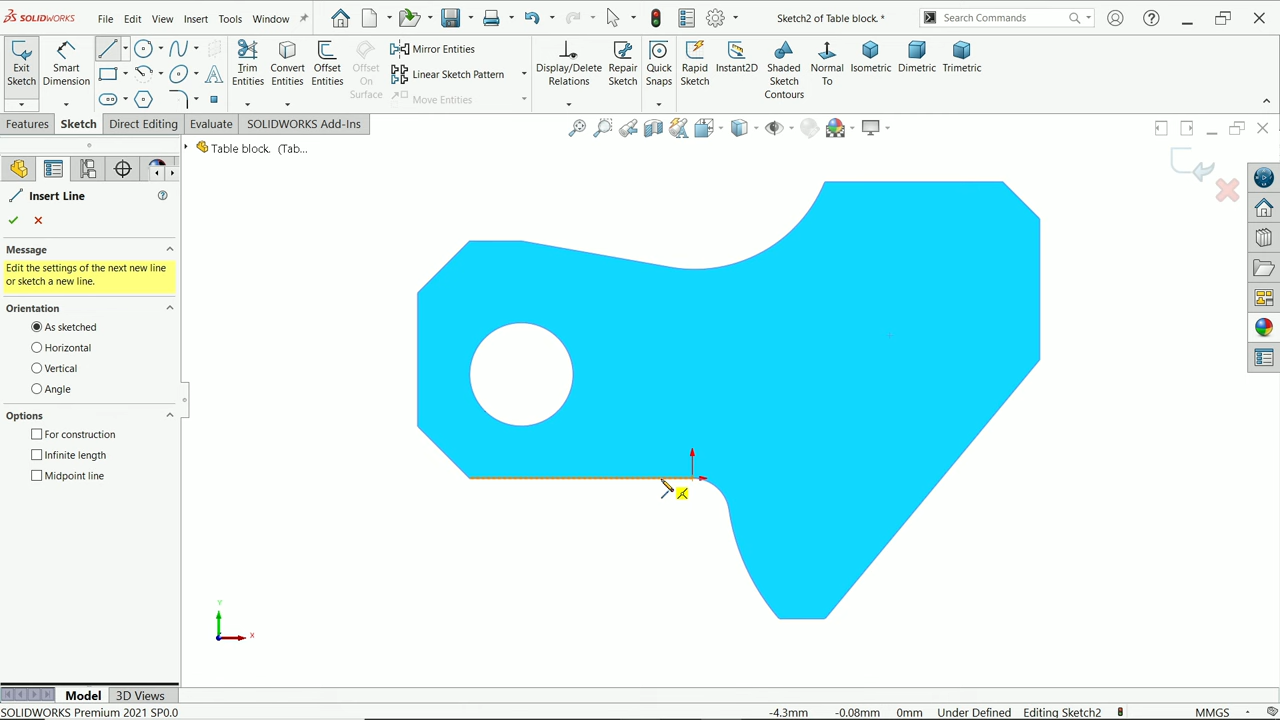 SOLIDWORKS File Edit View Insert Tools Window Sketch2 of Table block. * Search Commands
Exit Sketch
Smart Dimension
Trim Entities
Convert Entities
Offset Entities
Offset On Surface
Mirror Entities
Linear Sketch Pattern
Move Entities
Display/Delete Relations
Repair Sketch
Quick Snaps
Rapid Sketch
Instant2D
Shaded Sketch Contours
Normal To
Isometric
Dimetric
Trimetric
Features Sketch Direct Editing Evaluate SOLIDWORKS Add-Ins
Table block. (Tab...
Insert Line
Message
Edit the settings of the next new line
or sketch a new line.
Orientation
As sketched
Horizontal
Vertical
Angle
Options
For construction
Infinite length
Midpoint line
Y
X
Model 3D Views
SOLIDWORKS Premium 2021 SP0.0 -4.3mm -0.08mm 0mm Under Defined Editing Sketch2 MMGS